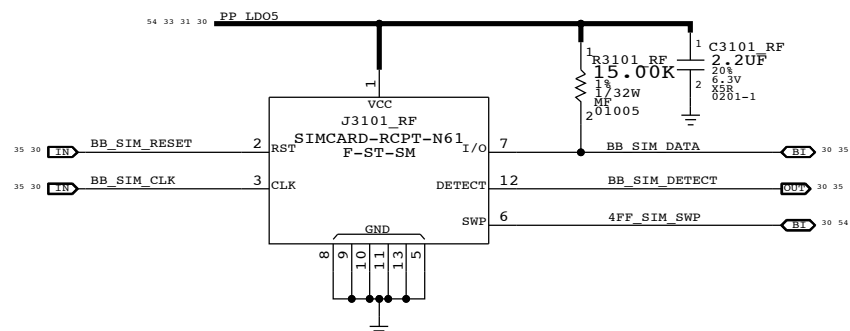 54 33 31 30 PP_LDO5
1 C3101_RF
2.2UF
20%
6.3V
X5R
2 0201-1
1 R3101_RF
15.00K
1%
1/32W
MF
2 01005
1
VCC
J3101_RF
SIMCARD-RCPT-N61
F-ST-SM
35 30 IN BB_SIM_RESET 2 RST
I/O 7 BB_SIM_DATA BI 30 35
35 30 IN BB_SIM_CLK 3 CLK
DETECT 12 BB_SIM_DETECT OUT 30 35
SWP 6 4FF_SIM_SWP BI 30 54
GND
8 9 10 11 13 5